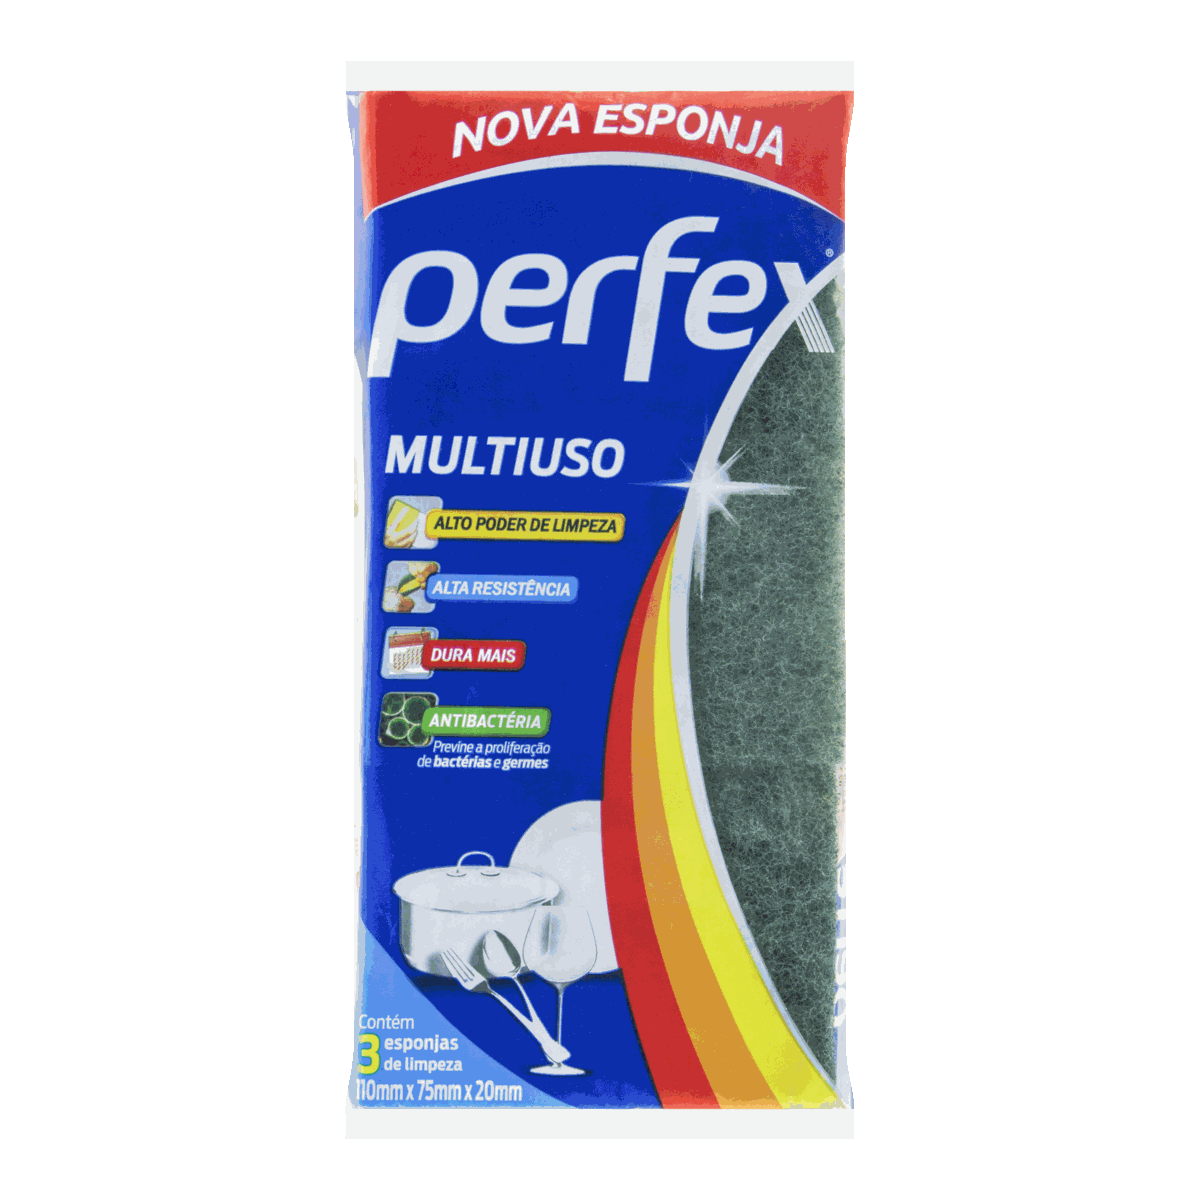 NOVA ESPONJA
perfex®
MULTIUSO
ALTO PODER DE LIMPEZA
ALTA RESISTÊNCIA
DURA MAIS
ANTIBACTÉRIA
Previne a proliferação
de bactérias e germes
Contém
3 esponjas
de limpeza
110mm x 75mm x 20mm